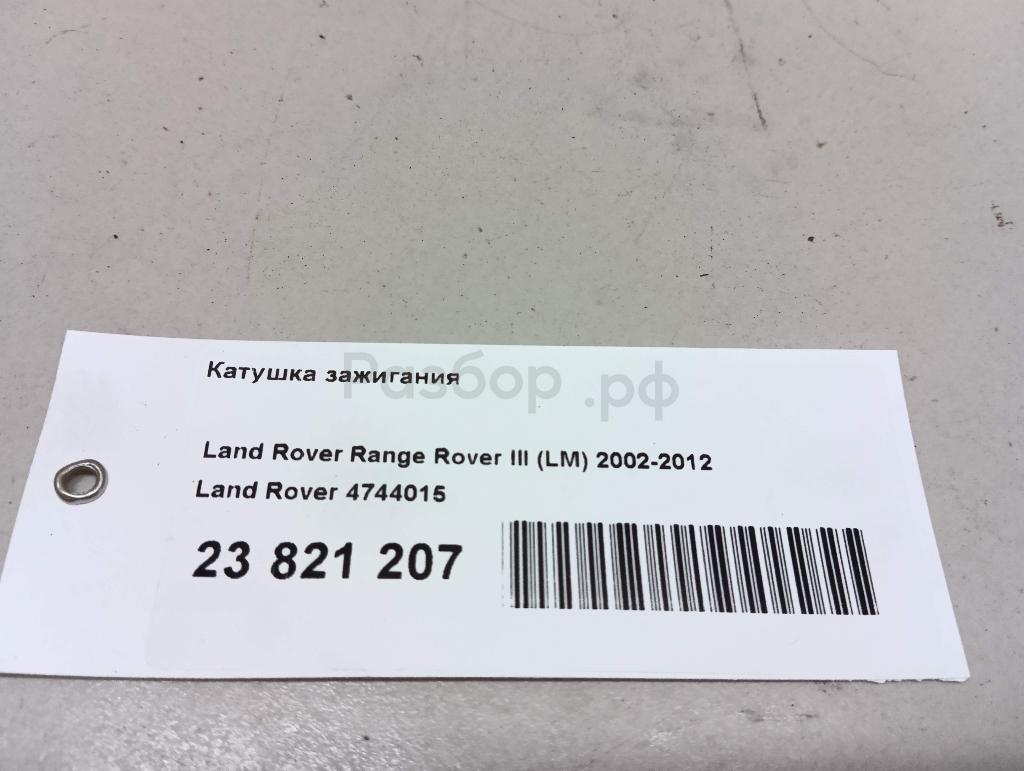 Катушка зажигания
Разбор.рф
Land Rover Range Rover III (LM) 2002-2012
Land Rover 4744015
23 821 207